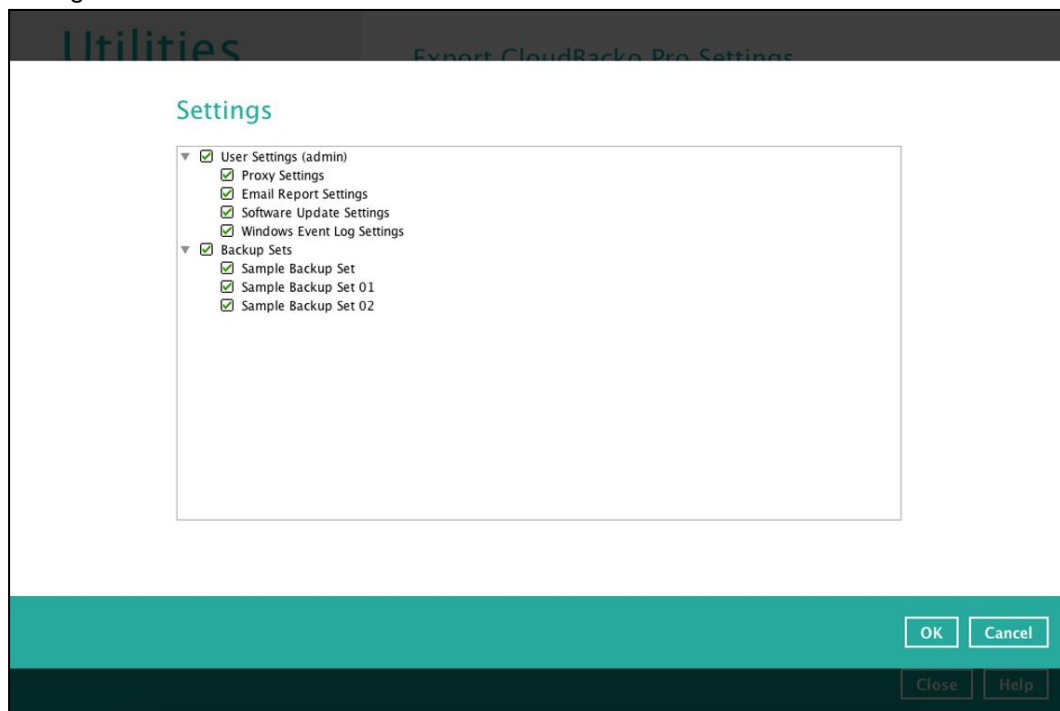 Utilities
Export CloudBacko Pro Settings
Settings
User Settings (admin)
Proxy Settings
Email Report Settings
Software Update Settings
Windows Event Log Settings
Backup Sets
Sample Backup Set
Sample Backup Set 01
Sample Backup Set 02
OK Cancel
Close Help